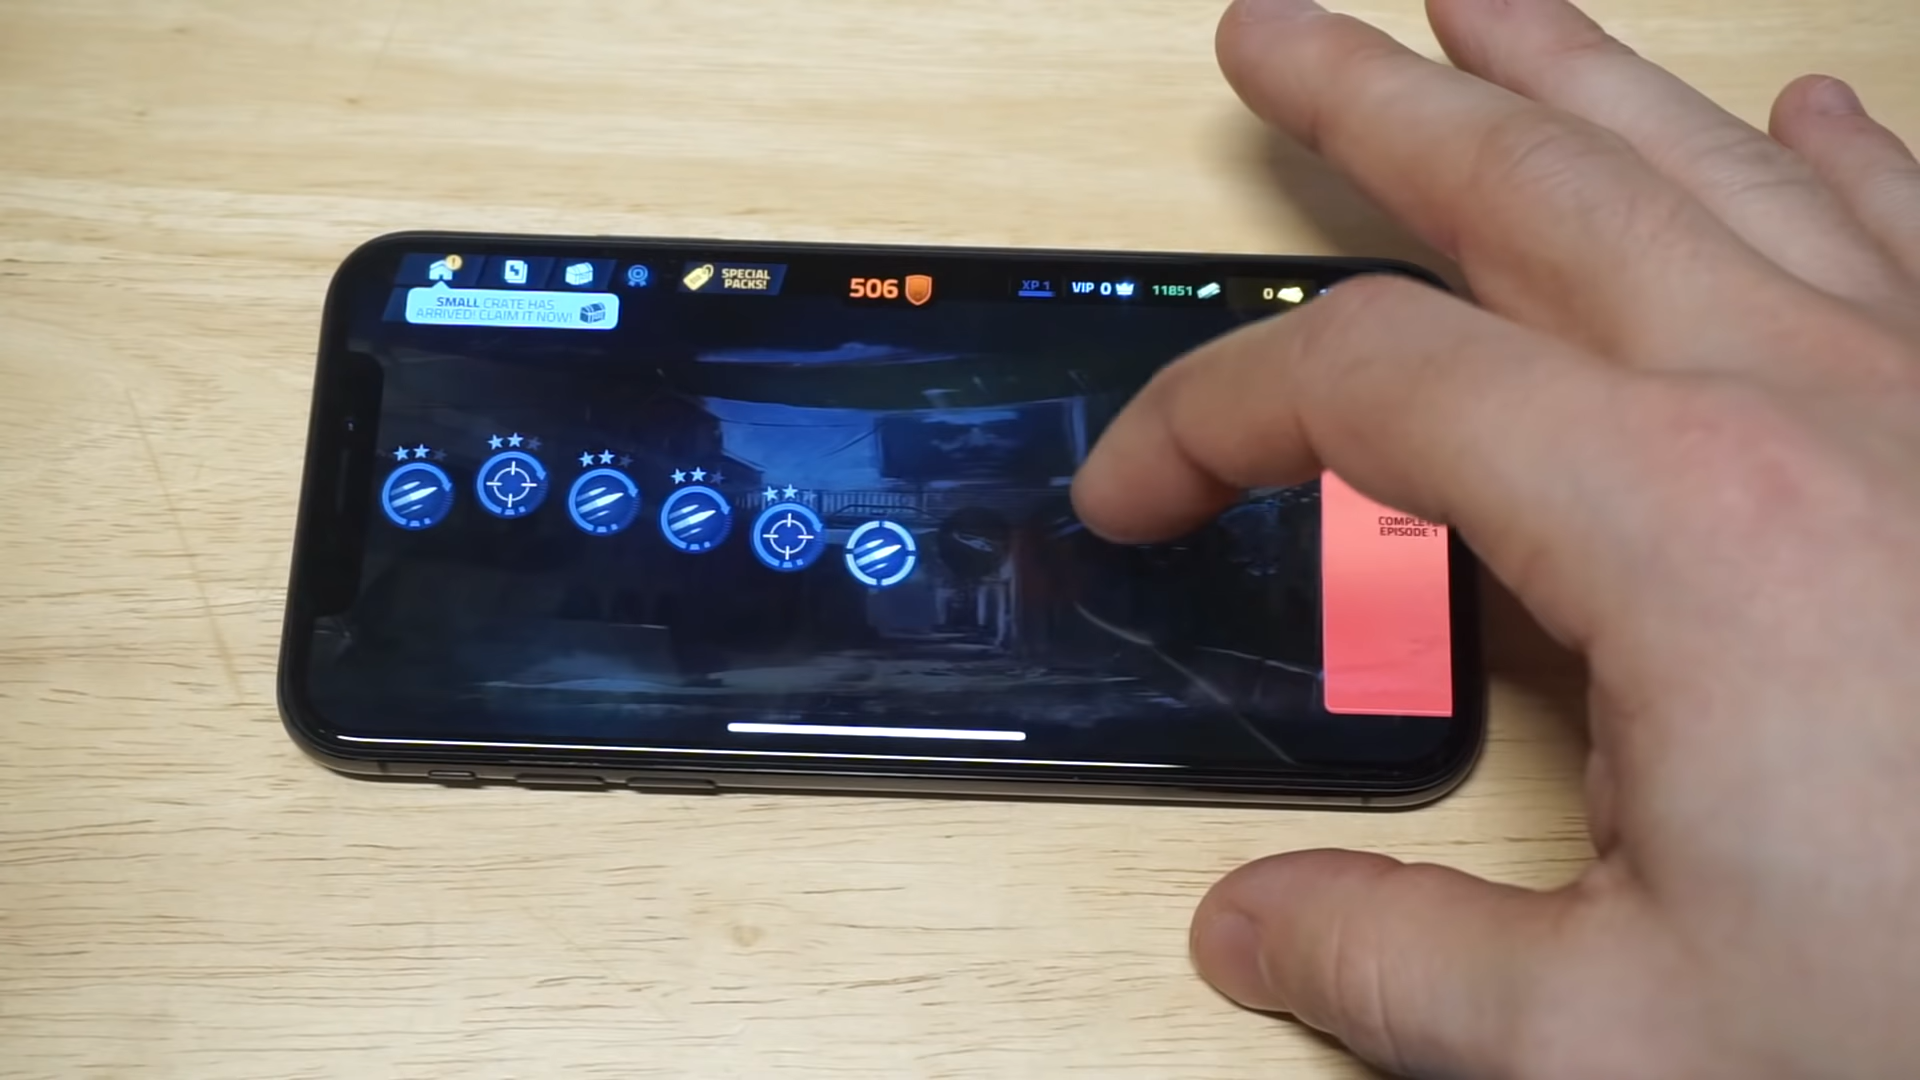 SPECIAL
PACKS!
506
XP 1
VIP 0
11851
0
SMALL CRATE HAS
ARRIVED! CLAIM IT NOW!
EPISODE 1